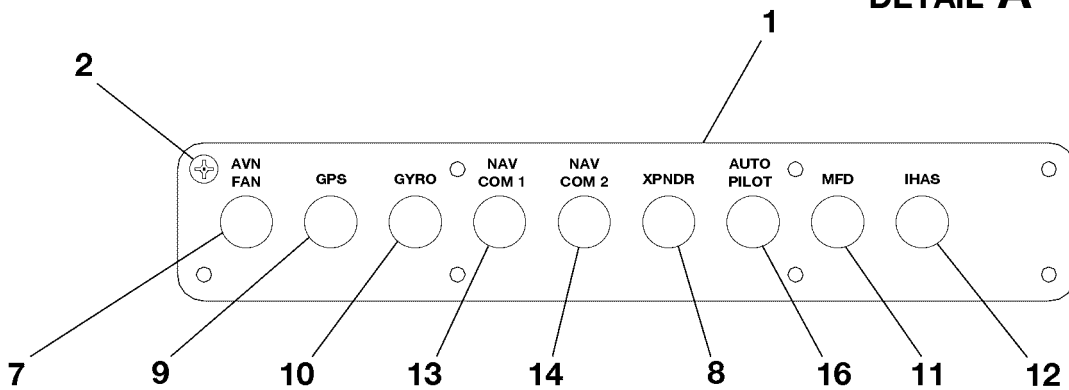 DETAIL A
1
2
AVN
FAN
GPS
GYRO
NAV
COM 1
NAV
COM 2
XPNDR
AUTO
PILOT
MFD
IHAS
7
9
10
13
14
8
16
11
12